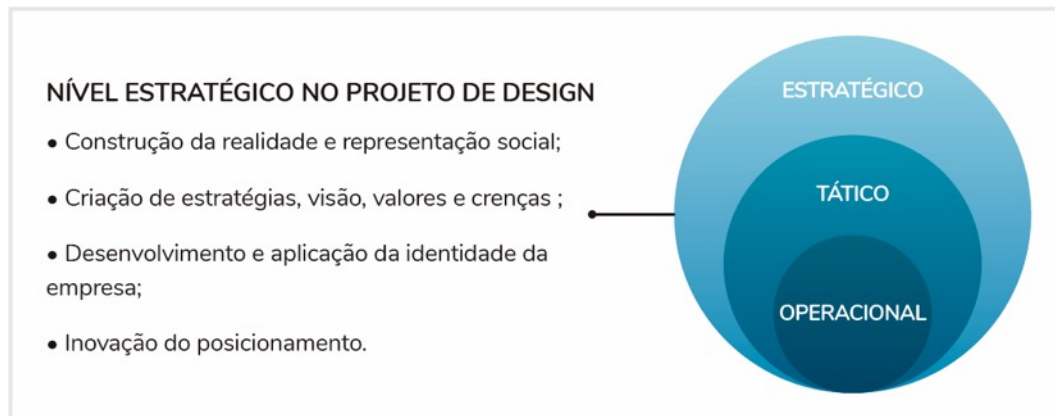 NÍVEL ESTRATÉGICO NO PROJETO DE DESIGN
• Construção da realidade e representação social;
• Criação de estratégias, visão, valores e crenças ;
• Desenvolvimento e aplicação da identidade da
empresa;
• Inovação do posicionamento.
ESTRATÉGICO
TÁTICO
OPERACIONAL